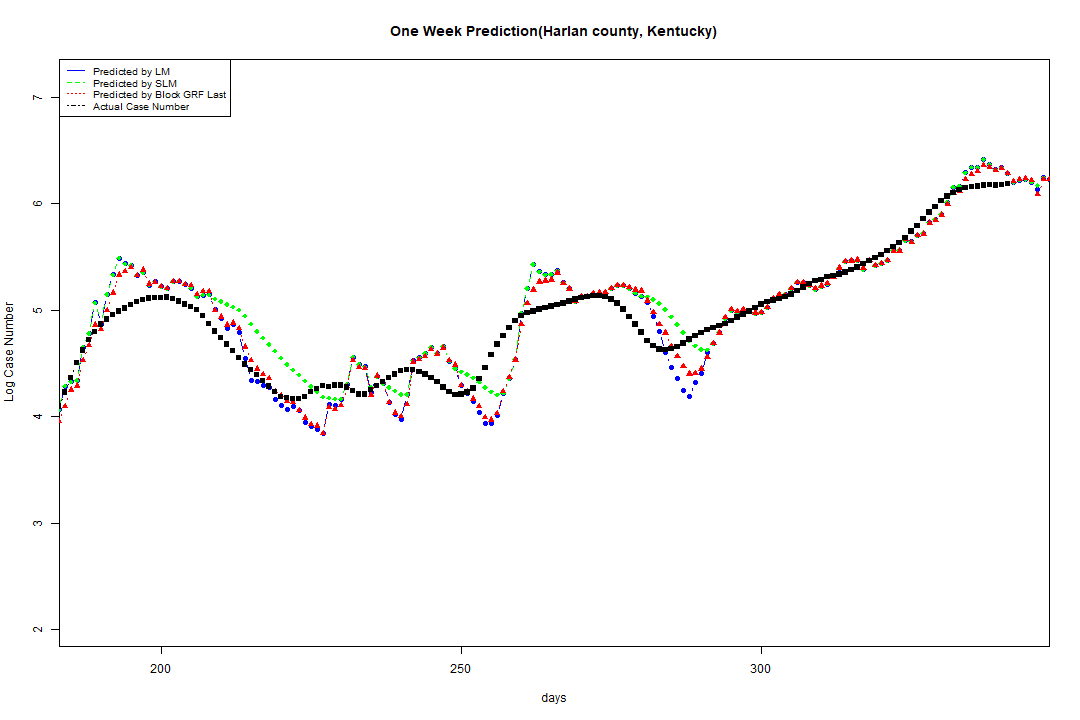 One Week Prediction(Harlan county, Kentucky)
Predicted by LM
Predicted by SLM
Predicted by Block GRF Last
Actual Case Number
7
6
5
4
3
2
Log Case Number
200 250 300
days